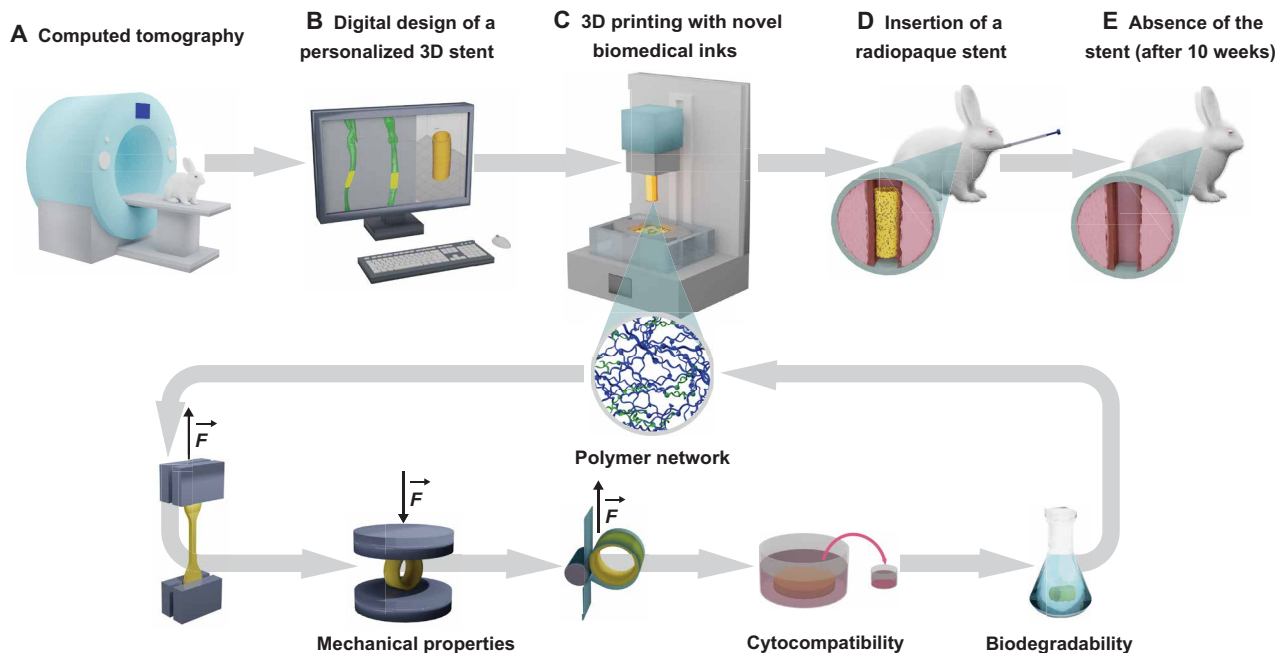 A Computed tomography
B Digital design of a
personalized 3D stent
C 3D printing with novel
biomedical inks
D Insertion of a
radiopaque stent
E Absence of the
stent (after 10 weeks)
Polymer network
F
F
F
Mechanical properties
Cytocompatibility
Biodegradability